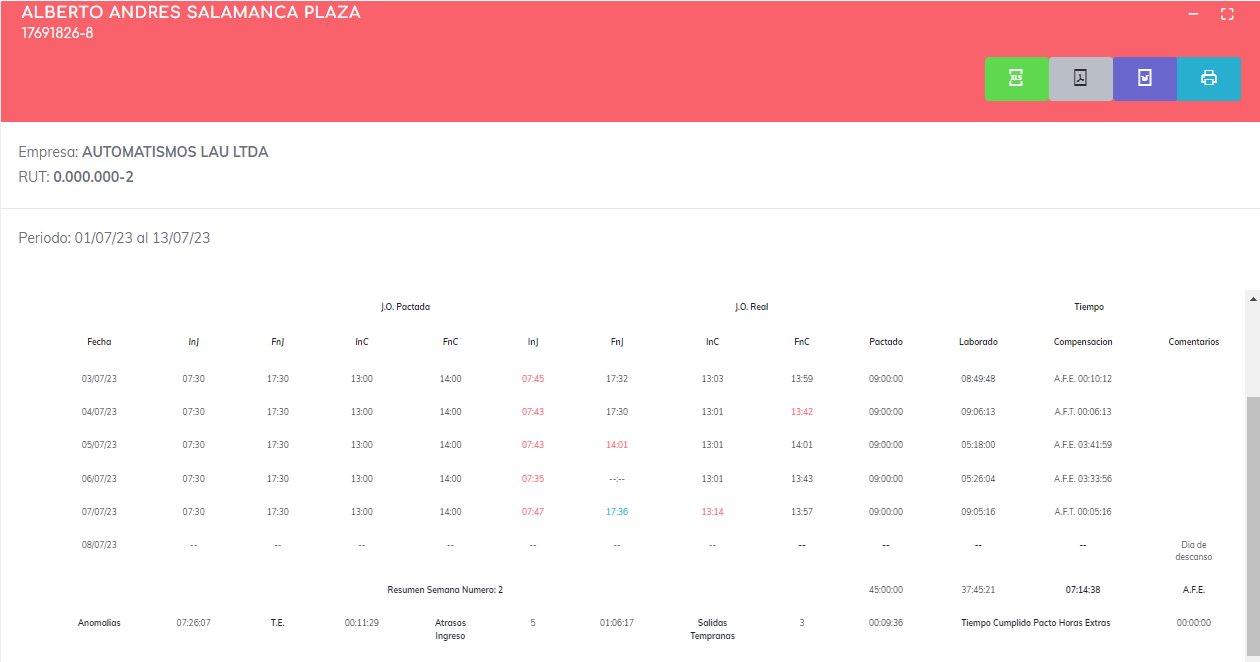 ALBERTO ANDRES SALAMANCA PLAZA
17691826-8
XLS
Empresa: AUTOMATISMOS LAU LTDA
RUT: 0.000.000-2
Periodo: 01/07/23 al 13/07/23
J.O. Pactada J.O. Real Tiempo
Fecha InJ FnJ InC FnC InJ FnJ InC FnC Pactado Laborado Compensacion Comentarios
03/07/23 07:30 17:30 13:00 14:00 07:45 17:32 13:03 13:59 09:00:00 08:49:48 A.F.E. 00:10:12
04/07/23 07:30 17:30 13:00 14:00 07:43 17:30 13:01 13:42 09:00:00 09:06:13 A.F.T. 00:06:13
05/07/23 07:30 17:30 13:00 14:00 07:43 14:01 13:01 14:01 09:00:00 05:18:00 A.F.E. 03:41:59
06/07/23 07:30 17:30 13:00 14:00 07:35 --:-- 13:01 13:43 09:00:00 05:26:04 A.F.E. 03:33:56
07/07/23 07:30 17:30 13:00 14:00 07:47 17:36 13:14 13:57 09:00:00 09:05:16 A.F.T. 00:05:16
08/07/23 -- -- -- -- -- -- -- -- -- -- -- Dia de
descanso
Resumen Semana Numero: 2 45:00:00 37:45:21 07:14:38 A.F.E.
Anomalias 07:26:07 T.E. 00:11:29 Atrasos 5 01:06:17 Salidas 3 00:09:36 Tiempo Cumplido Pacto Horas Extras 00:00:00
Ingreso Tempranas